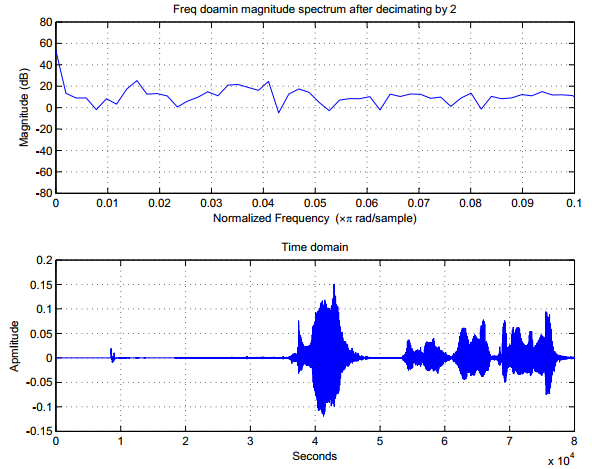 Freq doamin magnitude spectrum after decimating by 2
Magnitude (dB)
80
60
40
20
0
-20
-40
-60
-80
0 0.01 0.02 0.03 0.04 0.05 0.06 0.07 0.08 0.09 0.1
Normalized Frequency (×π rad/sample)
Time domain
Apmlitude
0.2
0.15
0.1
0.05
0
-0.05
-0.1
-0.15
0 1 2 3 4 5 6 7 8
Seconds
x 10^4